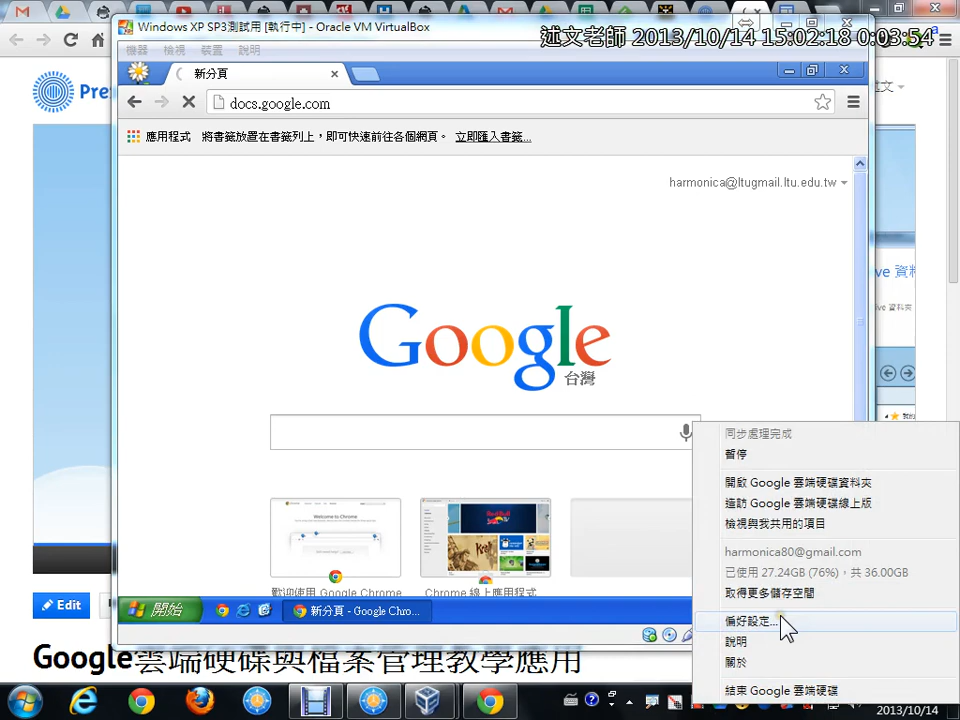 Windows XP SP3測試用 [執行中] - Oracle VM VirtualBox
機器 檢視 裝置 說明
述文老師 2013/10/14 15:02:18 0:03:54
新分頁
docs.google.com
應用程式 將書籤放置在書籤列上，即可快速前往各個網頁。 立即匯入書籤...
harmonica@ltugmail.ltu.edu.tw
Google
台灣
Welcome to Chrome
歡迎使用 Google Chrome
Chrome 線上應用程式
同步處理完成
暫停
開啟 Google 雲端硬碟資料夾
造訪 Google 雲端硬碟線上版
檢視與我共用的項目
harmonica80@gmail.com
已使用 27.24GB (76%)，共 36.00GB
取得更多儲存空間
偏好設定...
說明
關於
結束 Google 雲端硬碟
開始
新分頁 - Google Chro...
Edit
Google雲端硬碟與檔案管理教學應用
2013/10/14